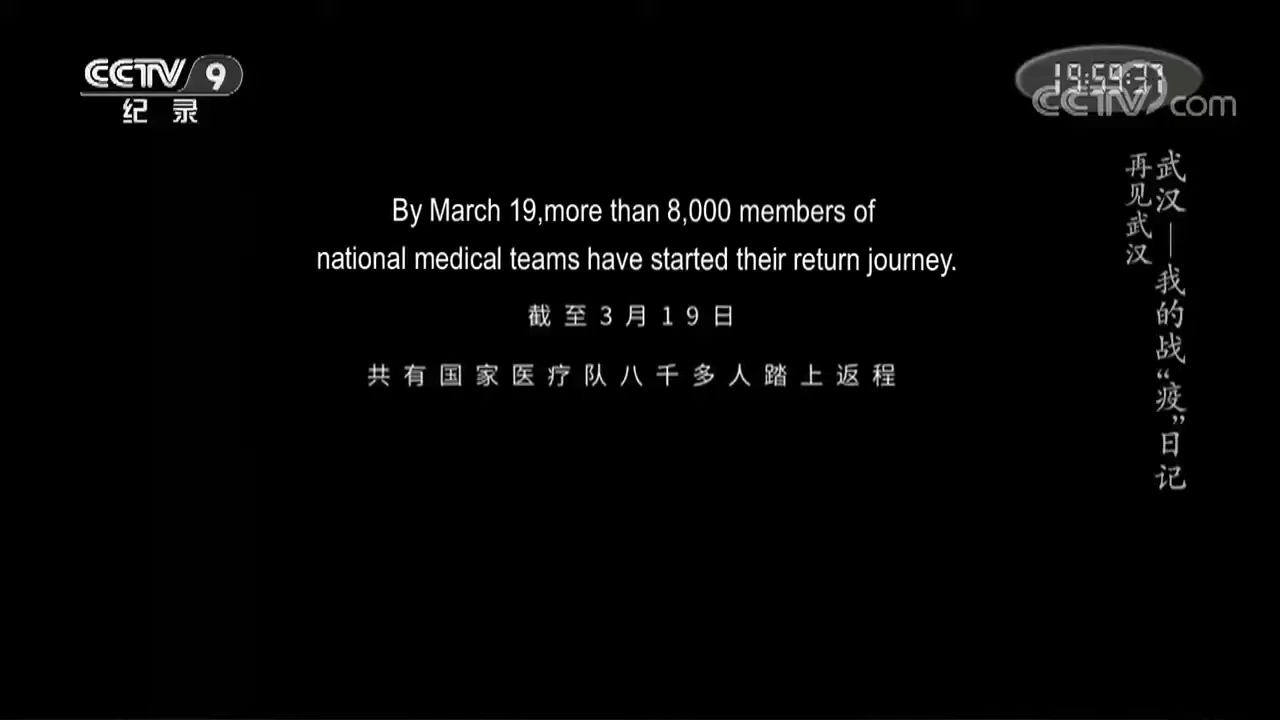 CCTV 9
纪录
19:59:37
CCTV.com
By March 19,more than 8,000 members of
national medical teams have started their return journey.
截至3月19日
共有国家医疗队八千多人踏上返程
武汉—我的战“疫”日记
再见武汉